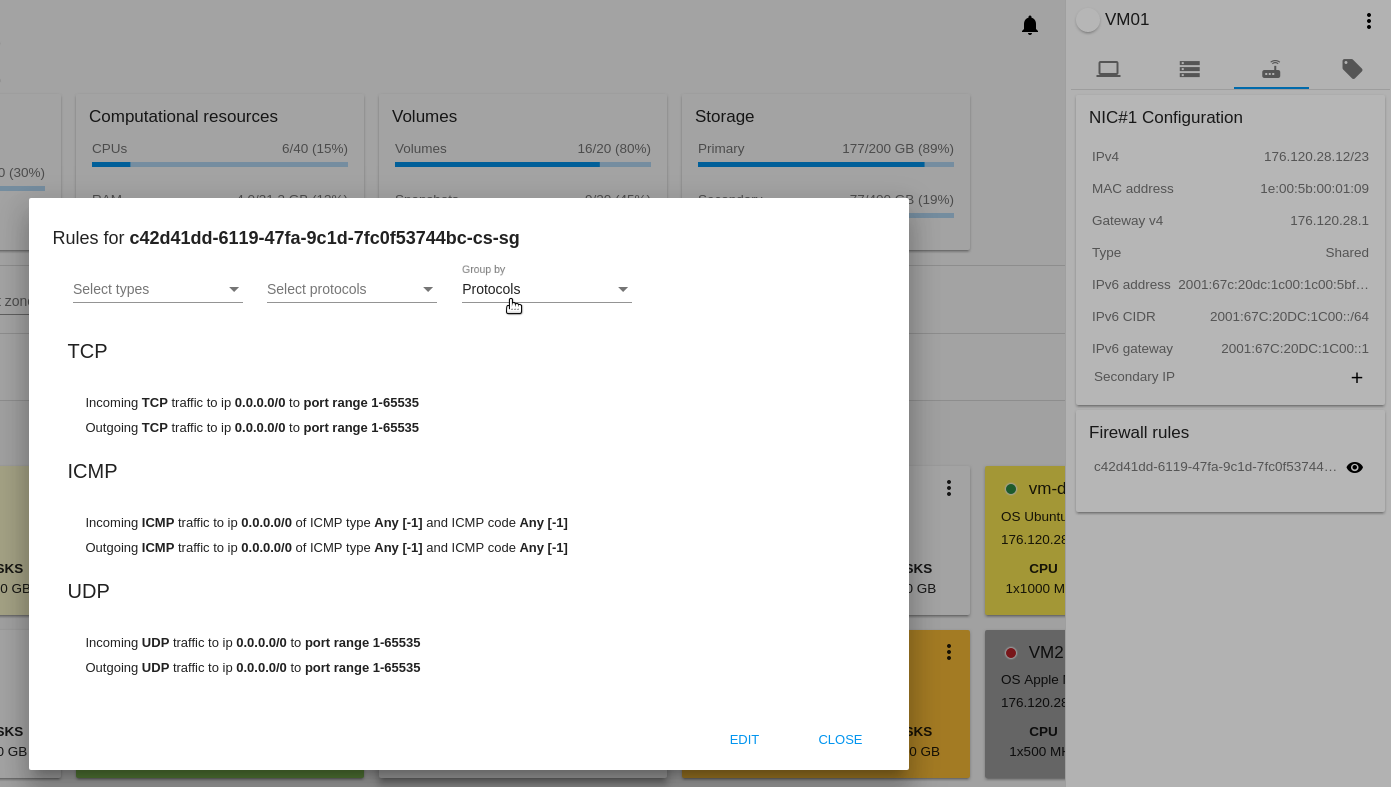 VM01
Computational resources
Volumes
Storage
NIC#1 Configuration
CPUs 6/40 (15%)
Volumes 16/20 (80%)
Primary 177/200 GB (89%)
IPv4 176.120.28.12/23
0 (30%)
MAC address 1e:00:5b:00:01:09
Gateway v4 176.120.28.1
Type Shared
IPv6 address 2001:67c:20dc:1c00:1c00:5bf…
IPv6 CIDR 2001:67C:20DC:1C00::/64
IPv6 gateway 2001:67C:20DC:1C00::1
Secondary IP
Firewall rules
c42d41dd-6119-47fa-9c1d-7fc0f53744…
B (19%)
Rules for c42d41dd-6119-47fa-9c1d-7fc0f53744bc-cs-sg
Group by
Select types
Select protocols
Protocols
TCP
Incoming TCP traffic to ip 0.0.0.0/0 to port range 1-65535
Outgoing TCP traffic to ip 0.0.0.0/0 to port range 1-65535
ICMP
Incoming ICMP traffic to ip 0.0.0.0/0 of ICMP type Any [-1] and ICMP code Any [-1]
Outgoing ICMP traffic to ip 0.0.0.0/0 of ICMP type Any [-1] and ICMP code Any [-1]
UDP
Incoming UDP traffic to ip 0.0.0.0/0 to port range 1-65535
Outgoing UDP traffic to ip 0.0.0.0/0 to port range 1-65535
EDIT
CLOSE
t zon
SKS
0 GB
SKS
0 GB
SKS
0 GB
SKS
0 GB
vm-d
OS Ubuntu
176.120.28
CPU
1x1000 M
VM2
OS Apple
176.120.28
CPU
1x500 MH